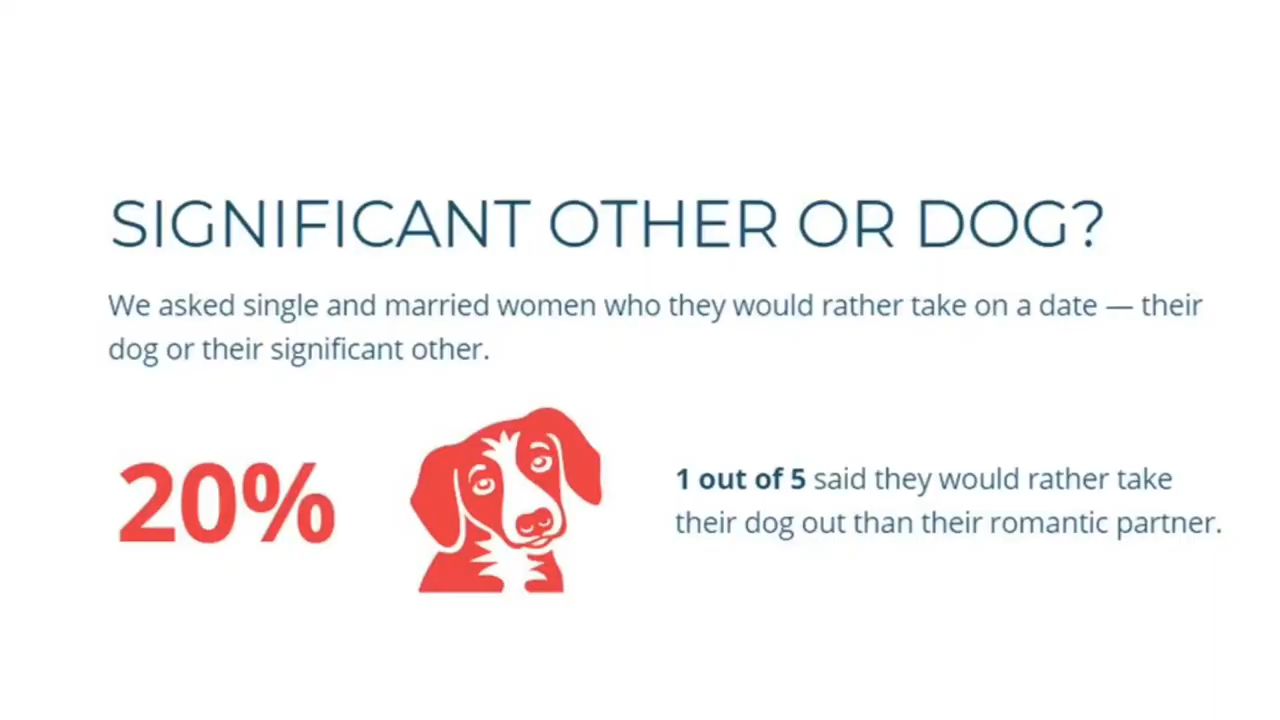 SIGNIFICANT OTHER OR DOG?
We asked single and married women who they would rather take on a date — their
dog or their significant other.
20%
1 out of 5 said they would rather take
their dog out than their romantic partner.